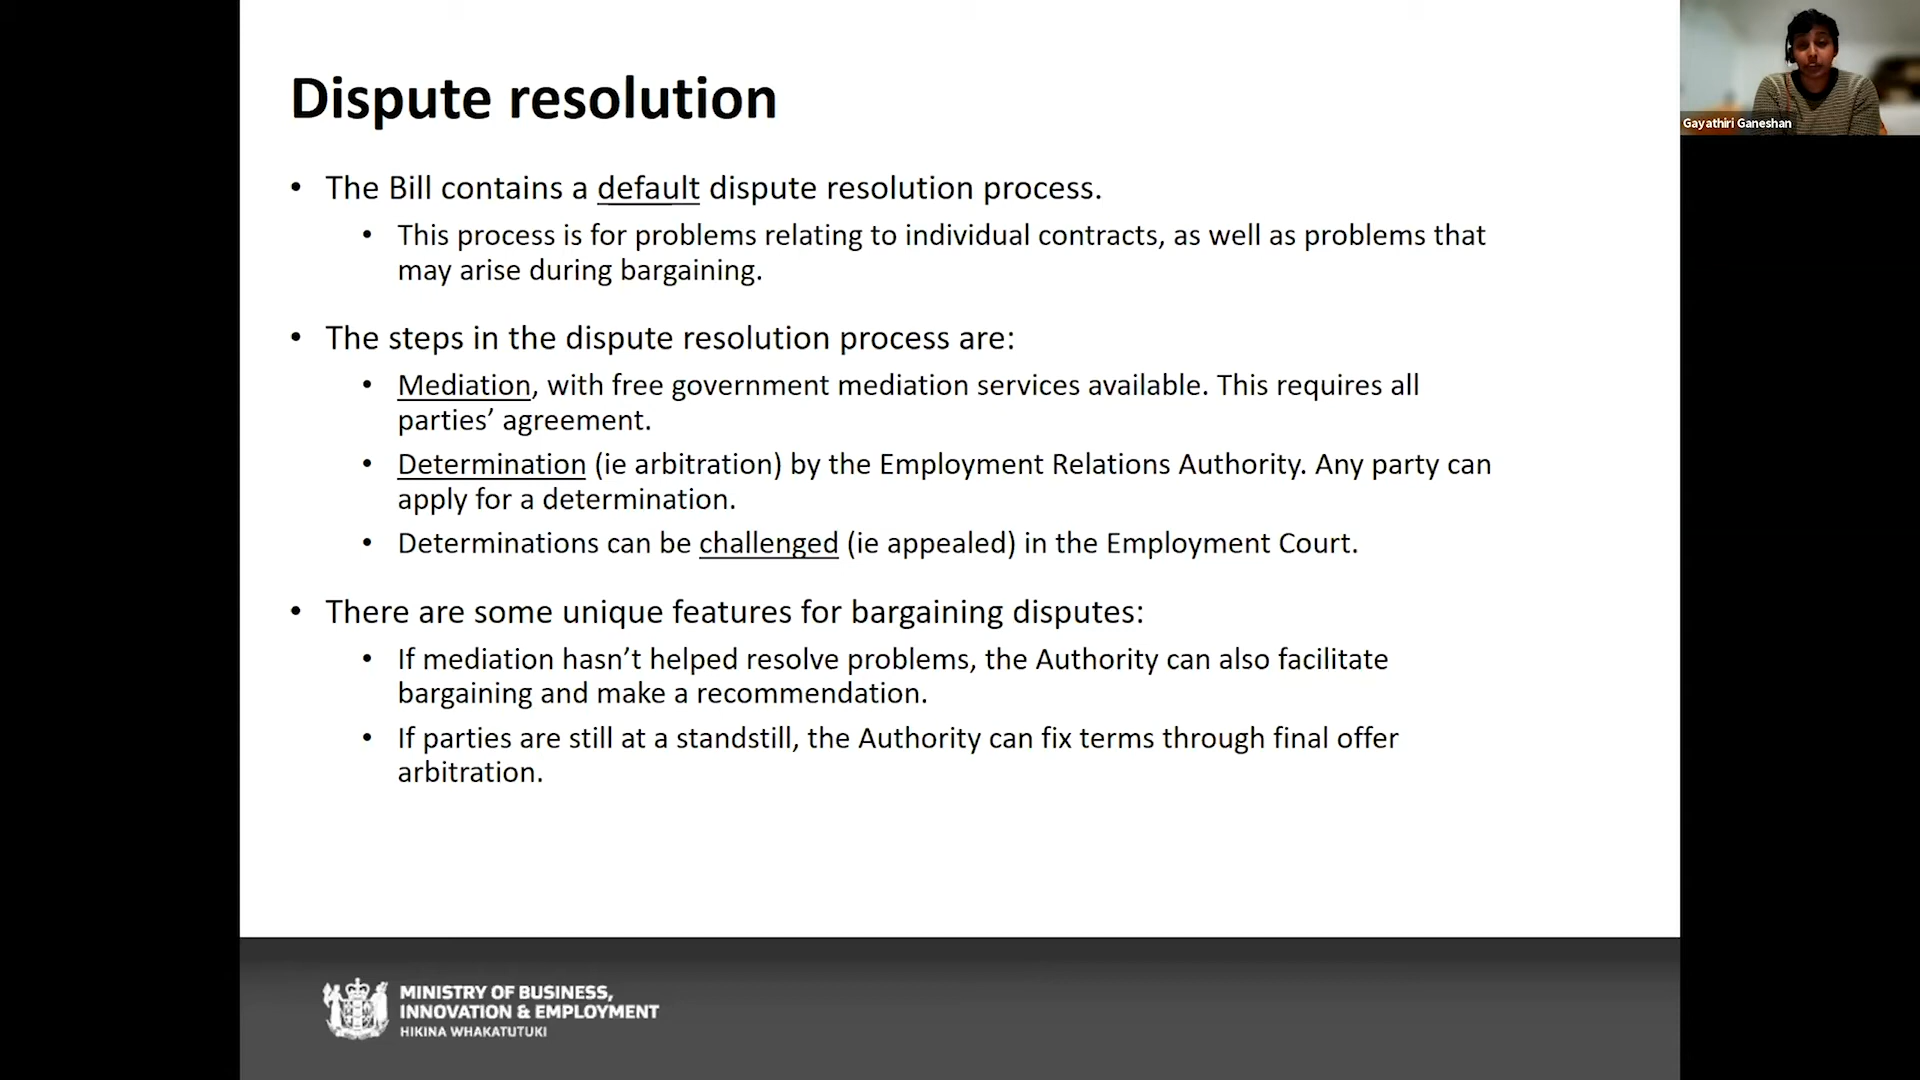 Dispute resolution
• The Bill contains a default dispute resolution process.
• This process is for problems relating to individual contracts, as well as problems that
may arise during bargaining.
• The steps in the dispute resolution process are:
• Mediation, with free government mediation services available. This requires all
parties’ agreement.
• Determination (ie arbitration) by the Employment Relations Authority. Any party can
apply for a determination.
• Determinations can be challenged (ie appealed) in the Employment Court.
• There are some unique features for bargaining disputes:
• If mediation hasn’t helped resolve problems, the Authority can also facilitate
bargaining and make a recommendation.
• If parties are still at a standstill, the Authority can fix terms through final offer
arbitration.
MINISTRY OF BUSINESS,
INNOVATION & EMPLOYMENT
HIKINA WHAKATUTUKI
Gayathiri Ganeshan